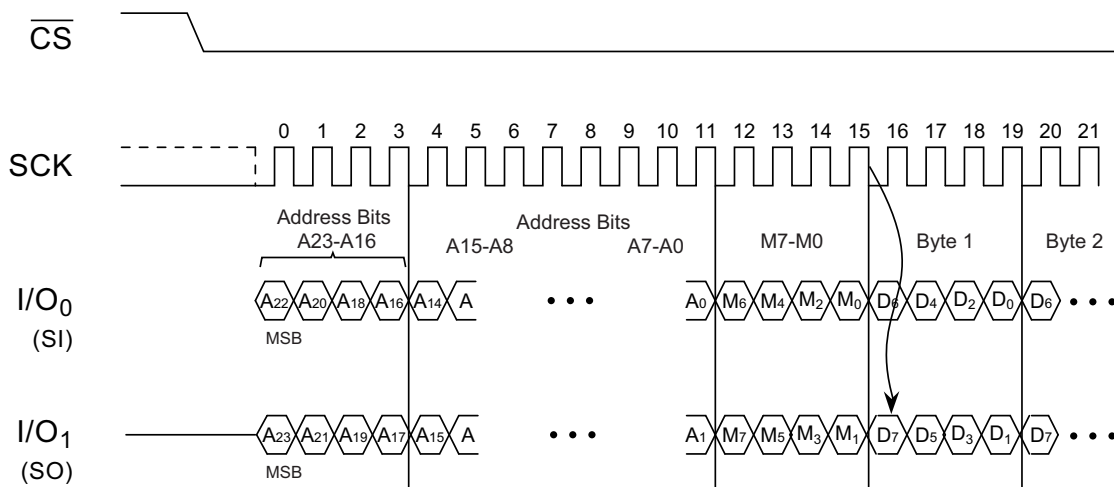 CS
0 1 2 3 4 5 6 7 8 9 10 11 12 13 14 15 16 17 18 19 20 21
SCK
Address Bits
A23-A16
Address Bits
A15-A8 A7-A0
M7-M0
Byte 1
Byte 2
I/O0
(SI)
A22 A20 A18 A16 A14 A • • • A0 M6 M4 M2 M0 D6 D4 D2 D0 D6 • • •
MSB
I/O1
(SO)
A23 A21 A19 A17 A15 A • • • A1 M7 M5 M3 M1 D7 D5 D3 D1 D7 • • •
MSB